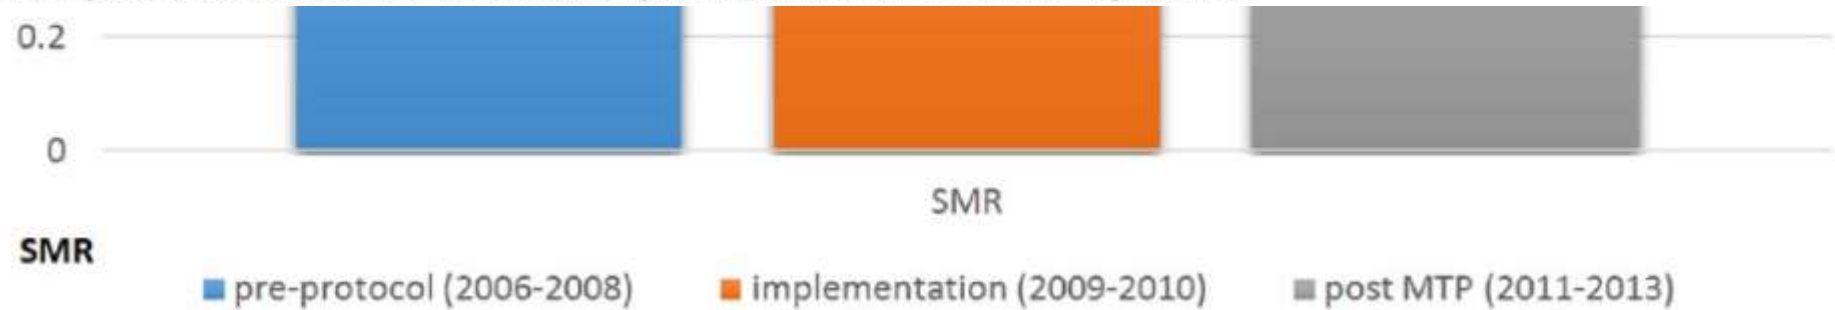 0.2
0
SMR
SMR
pre-protocol (2006-2008) implementation (2009-2010) post MTP (2011-2013)